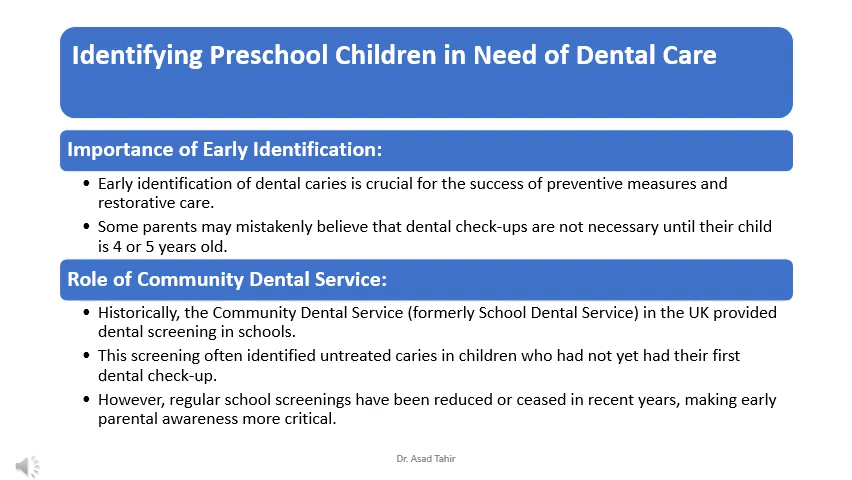 Identifying Preschool Children in Need of Dental Care
Importance of Early Identification:
• Early identification of dental caries is crucial for the success of preventive measures and
restorative care.
• Some parents may mistakenly believe that dental check-ups are not necessary until their child
is 4 or 5 years old.
Role of Community Dental Service:
• Historically, the Community Dental Service (formerly School Dental Service) in the UK provided
dental screening in schools.
• This screening often identified untreated caries in children who had not yet had their first
dental check-up.
• However, regular school screenings have been reduced or ceased in recent years, making early
parental awareness more critical.
Dr. Asad Tahir